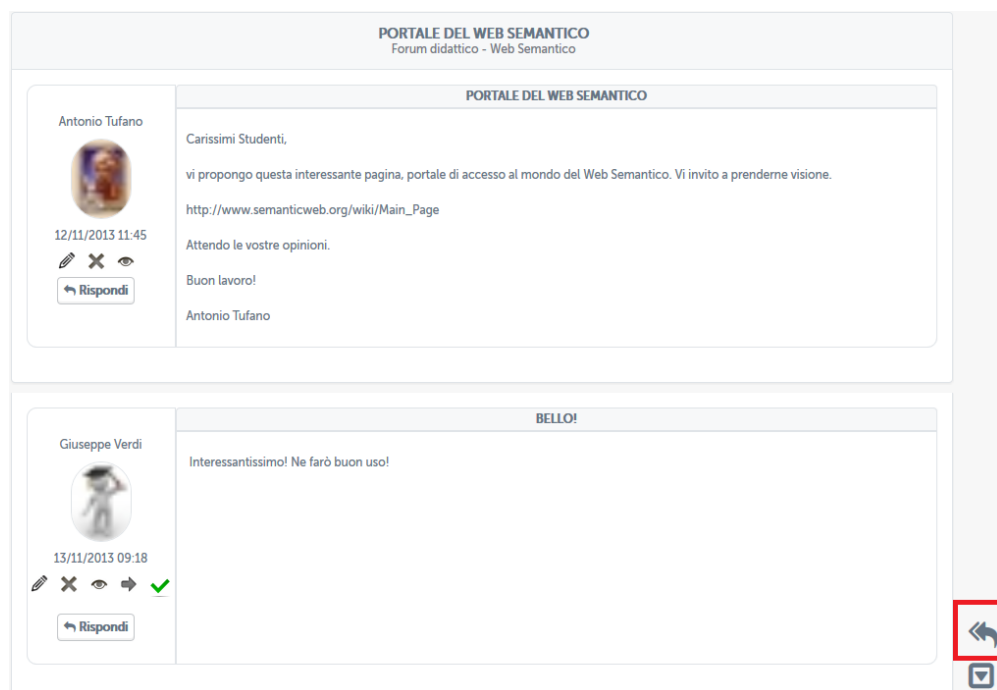 PORTALE DEL WEB SEMANTICO
Forum didattico - Web Semantico
PORTALE DEL WEB SEMANTICO
Antonio Tufano
12/11/2013 11:45
Rispondi
Carissimi Studenti,
vi propongo questa interessante pagina, portale di accesso al mondo del Web Semantico. Vi invito a prenderne visione.
http://www.semanticweb.org/wiki/Main_Page
Attendo le vostre opinioni.
Buon lavoro!
Antonio Tufano
BELLO!
Giuseppe Verdi
13/11/2013 09:18
Rispondi
Interessantissimo! Ne farò buon uso!